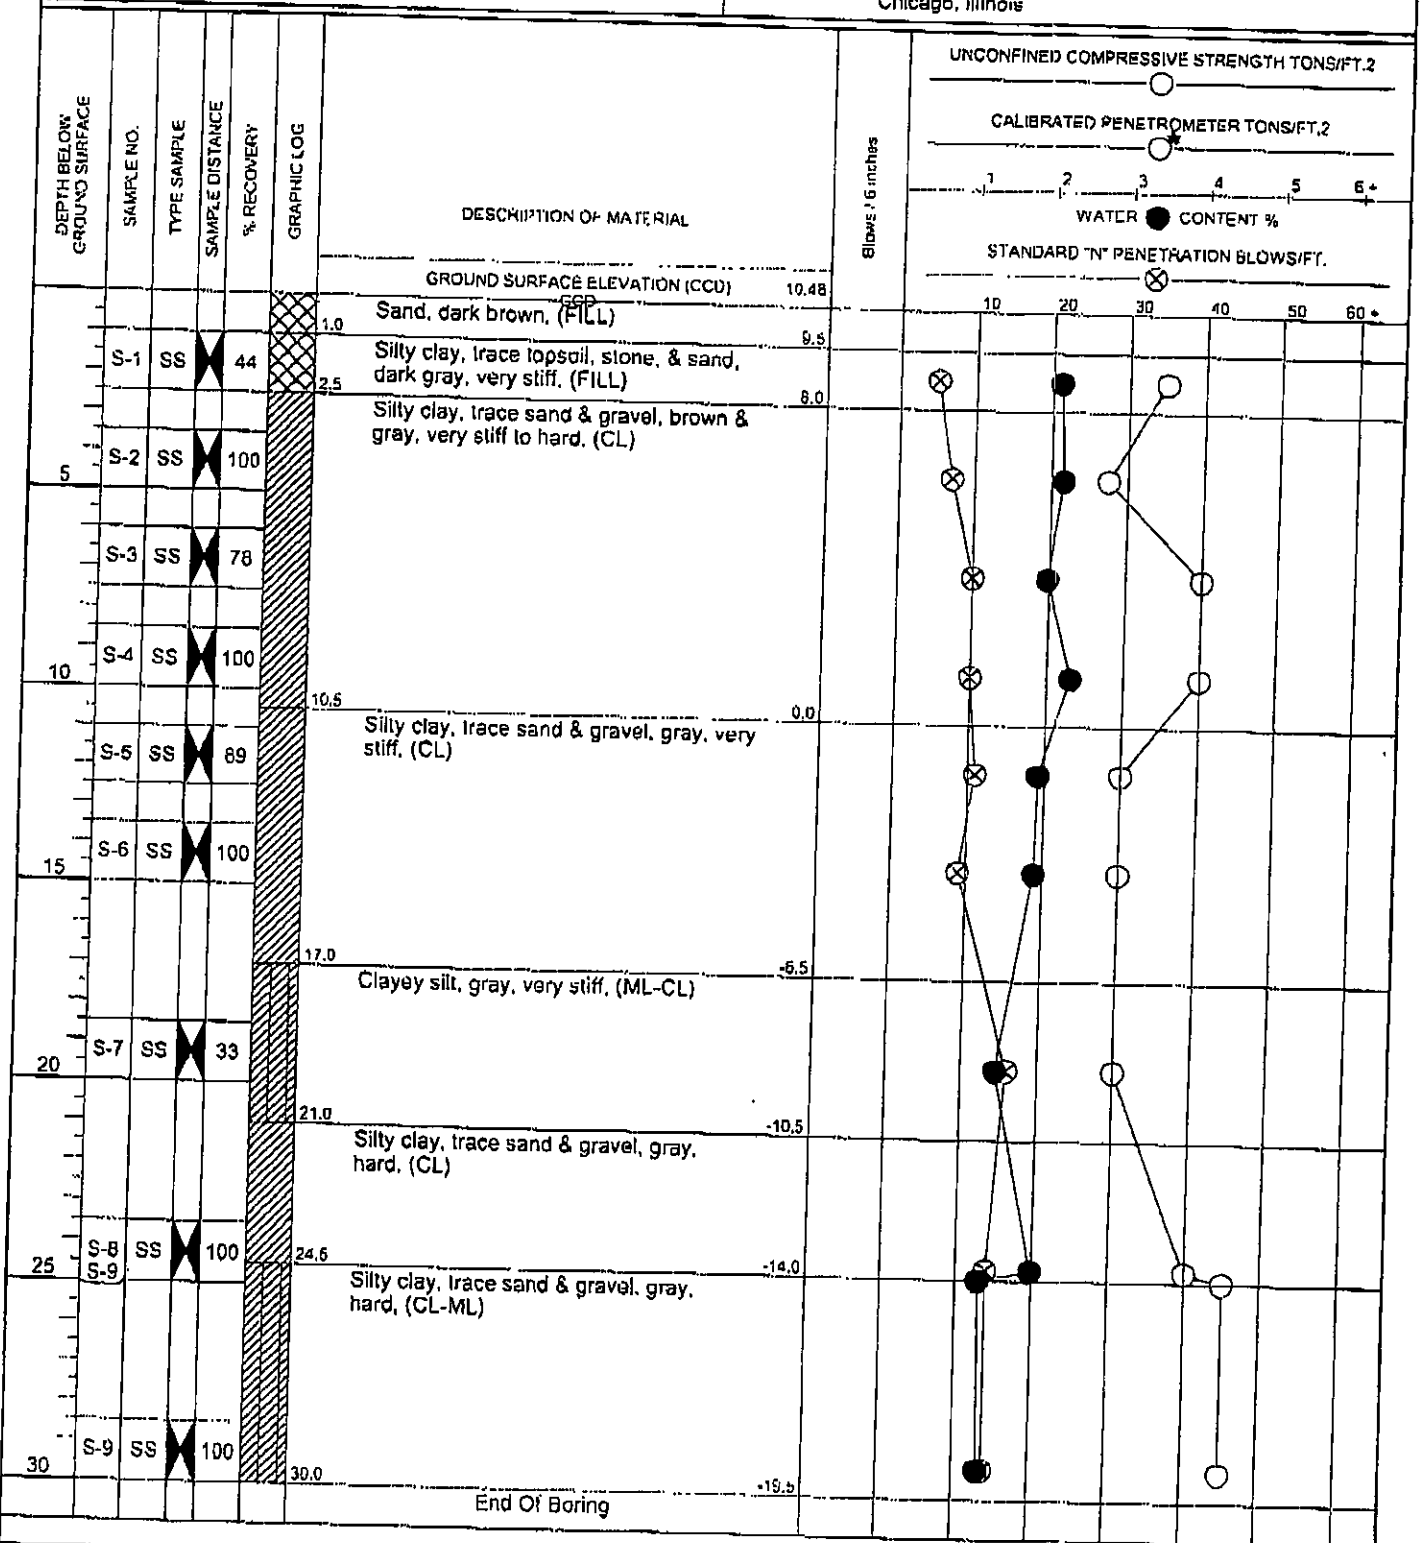 Chicago, Illinois
DEPTH BELOW
GROUND SURFACE
SAMPLE NO.
TYPE SAMPLE
SAMPLE DISTANCE
% RECOVERY
GRAPHIC LOG
DESCRIPTION OF MATERIAL
Blows / 6 inches
UNCONFINED COMPRESSIVE STRENGTH TONS/FT.2
CALIBRATED PENETROMETER TONS/FT.2
1 2 3 4 5 6+
WATER CONTENT %
STANDARD "N" PENETRATION BLOWS/FT.
GROUND SURFACE ELEVATION (CCD) 10.48
CCD
10 20 30 40 50 60+
Sand, dark brown, (FILL)
1.0 9.5
S-1 SS 44
Silty clay, trace topsoil, stone, & sand,
dark gray, very stiff, (FILL)
2.5 8.0
Silty clay, trace sand & gravel, brown &
gray, very stiff to hard, (CL)
S-2 SS 100
5
S-3 SS 78
S-4 SS 100
10
10.5 0.0
Silty clay, trace sand & gravel, gray, very
stiff, (CL)
S-5 SS 89
S-6 SS 100
15
17.0 -6.5
Clayey silt, gray, very stiff, (ML-CL)
S-7 SS 33
20
21.0 -10.5
Silty clay, trace sand & gravel, gray,
hard, (CL)
S-8 SS 100
S-9
24.5 -14.0
25
Silty clay, trace sand & gravel, gray,
hard, (CL-ML)
S-9 SS 100
30
30.0 -19.5
End Of Boring